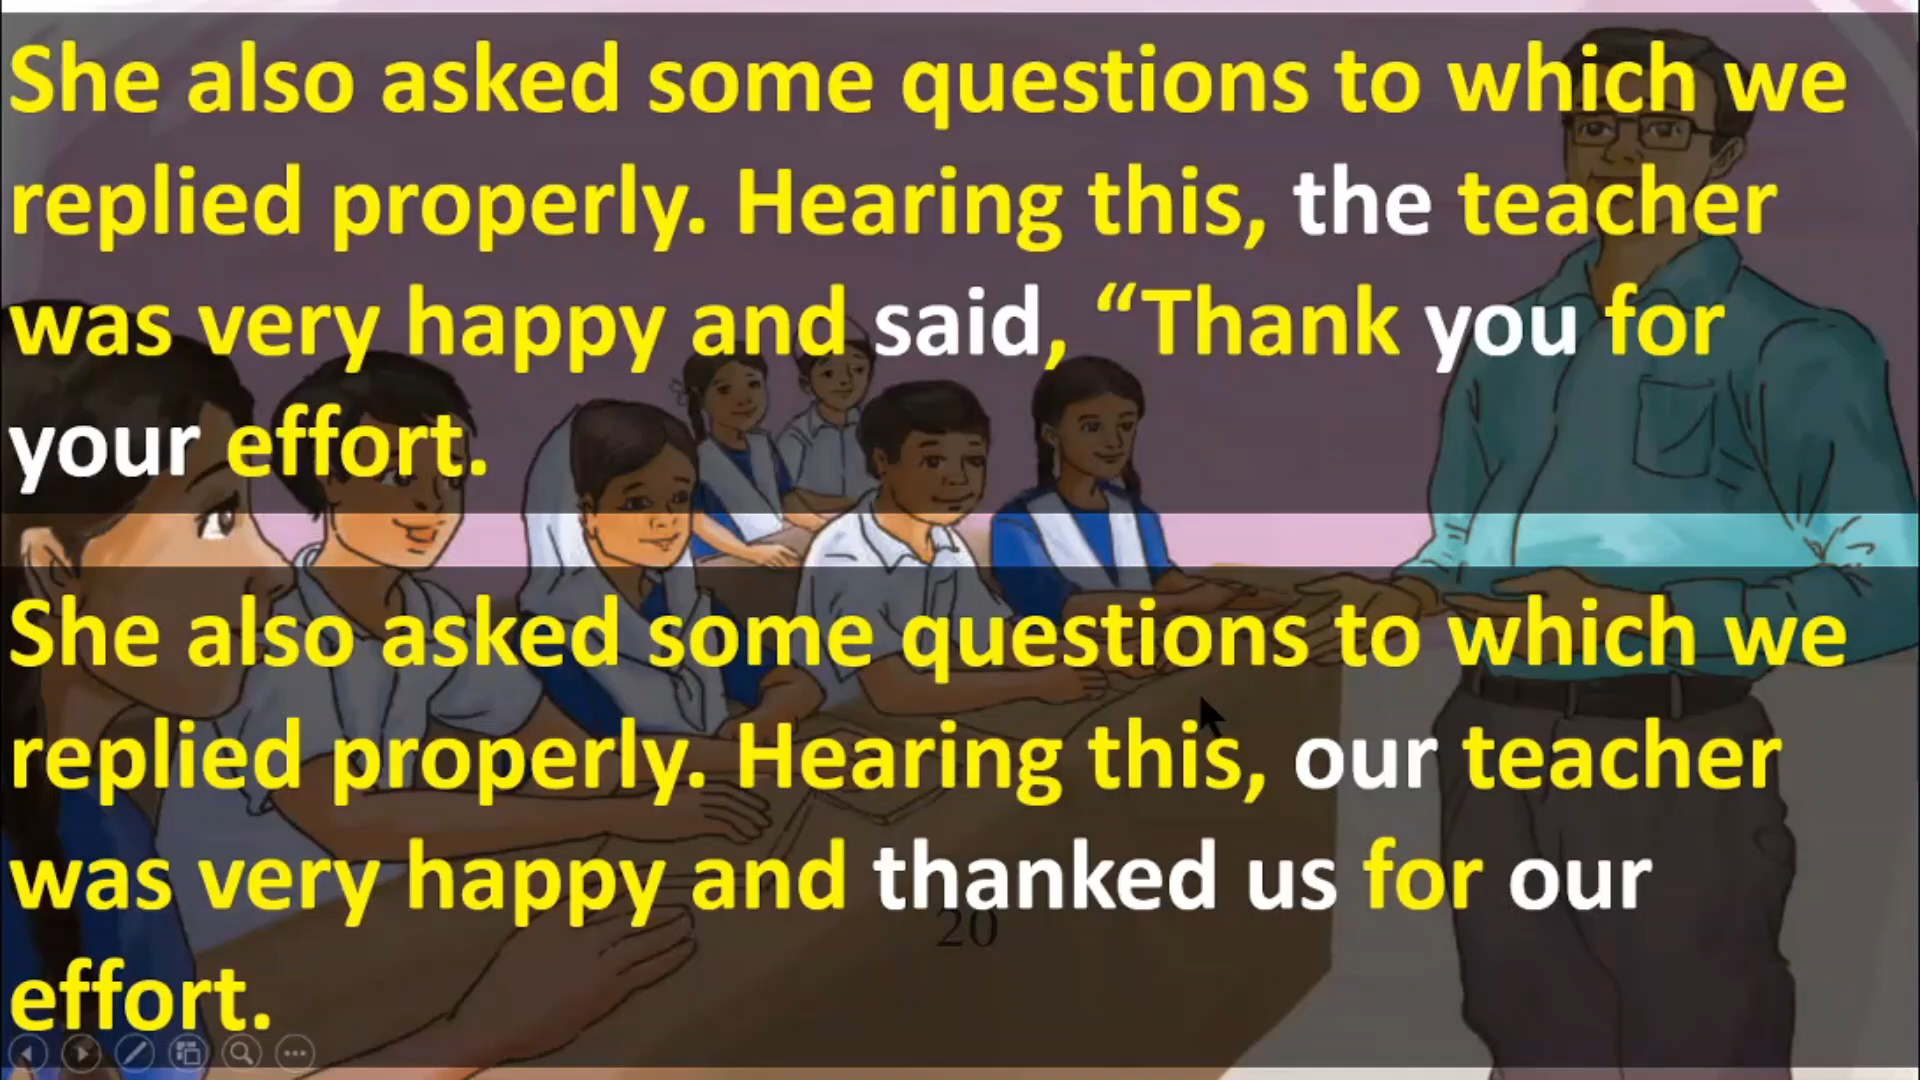 She also asked some questions to which we
replied properly. Hearing this, the teacher
was very happy and said, “Thank you for
your effort.
She also asked some questions to which we
replied properly. Hearing this, our teacher
was very happy and thanked us for our
20
effort.